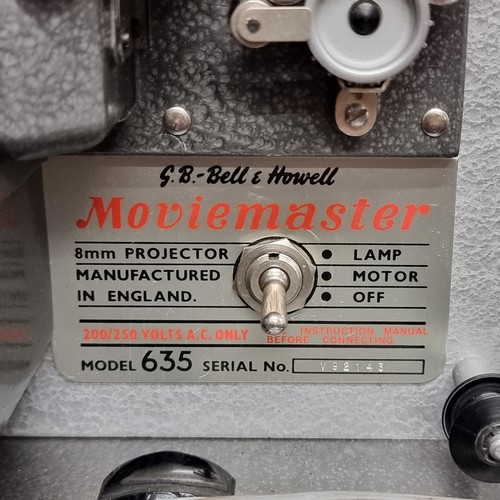 G.B.-Bell & Howell
Moviemaster
8mm PROJECTOR
MANUFACTURED
IN ENGLAND.
LAMP
MOTOR
OFF
200/250 VOLTS A.C. ONLY
INSTRUCTION MANUAL
BEFORE CONNECTING.
MODEL 635 SERIAL No. V92143